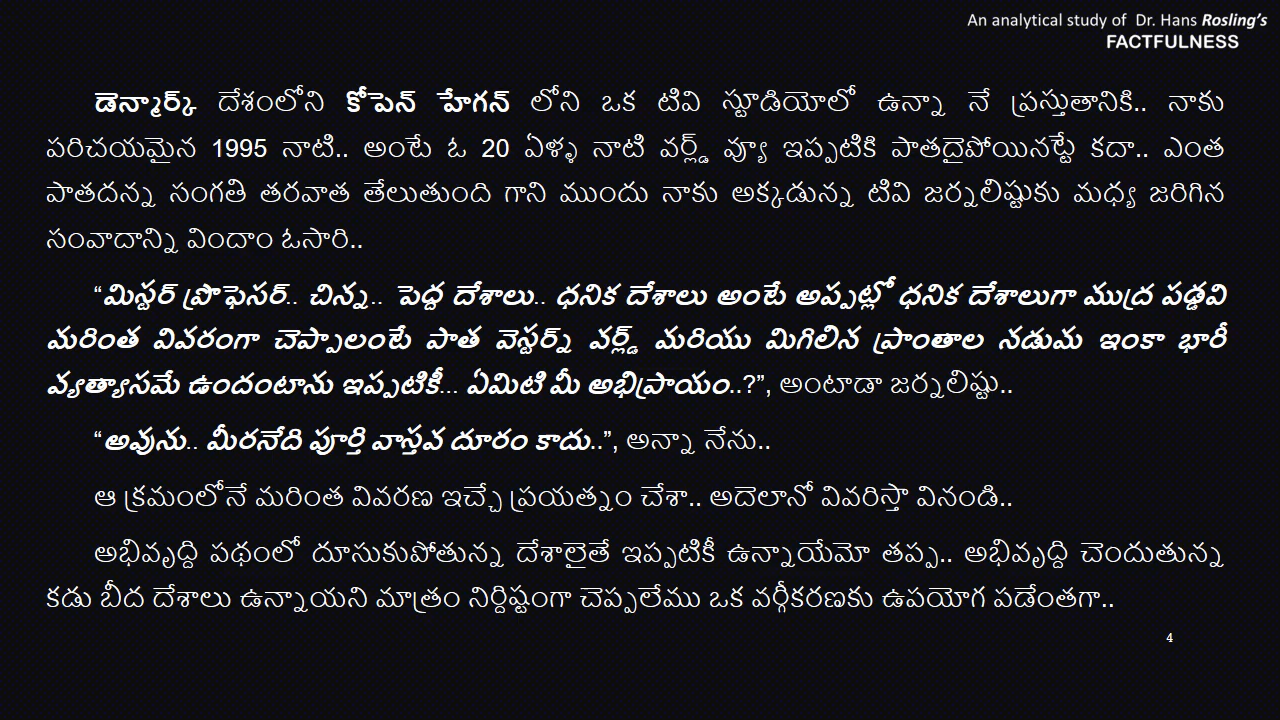 An analytical study of Dr. Hans Rosling's
FACTFULNESS
డెన్మార్క్ దేశంలోని కోపెన్ హేగన్ లోని ఒక టివి స్టూడియోలో ఉన్నా నే ప్రస్తుతానికి.. నాకు
పరిచయమైన 1995 నాటి.. అంటే ఓ 20 ఏళ్ళ నాటి వర్ల్డ్ వ్యూ ఇప్పటికి పాతదైపోయినట్టే కదా.. ఎంత
పాతదన్న సంగతి తరవాత తేలుతుంది గాని ముందు నాకు అక్కడున్న టివి జర్నలిష్టుకు మధ్య జరిగిన
సంవాదాన్ని విందాం ఓసారి..
“మిస్టర్ ప్రొఫెసర్.. చిన్న.. పెద్ద దేశాలు.. ధనిక దేశాలు అంటే అప్పట్లో ధనిక దేశాలుగా ముద్ర పడ్డవి
మరింత వివరంగా చెప్పాలంటే పాత వెస్టర్న్ వర్ల్డ్ మరియు మిగిలిన ప్రాంతాల నడుమ ఇంకా భారీ
వ్యత్యాసమే ఉందంటాను ఇప్పటికీ... ఏమిటి మీ అభిప్రాయం..?”, అంటాడా జర్నలిష్టు..
“అవును.. మీరనేది పూర్తి వాస్తవ దూరం కాదు..”, అన్నా నేను..
ఆ క్రమంలోనే మరింత వివరణ ఇచ్చే ప్రయత్నం చేశా.. అదెలానో వివరిస్తా వినండి..
అభివృద్ది పథంలో దూసుకుపోతున్న దేశాలైతే ఇప్పటికీ ఉన్నాయేమో తప్ప.. అభివృద్ది చెందుతున్న
కడు బీద దేశాలు ఉన్నాయని మాత్రం నిర్దిష్టంగా చెప్పలేము ఒక వర్గీకరణకు ఉపయోగ పడేంతగా..
4